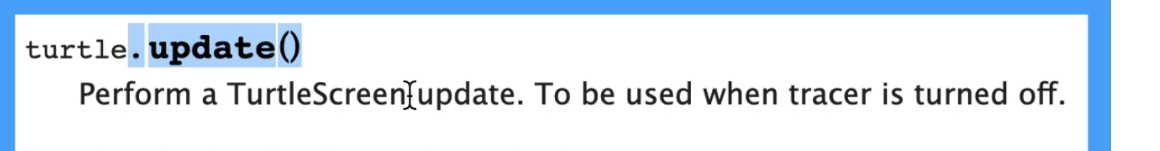 turtle.update()
Perform a TurtleScreen update. To be used when tracer is turned off.